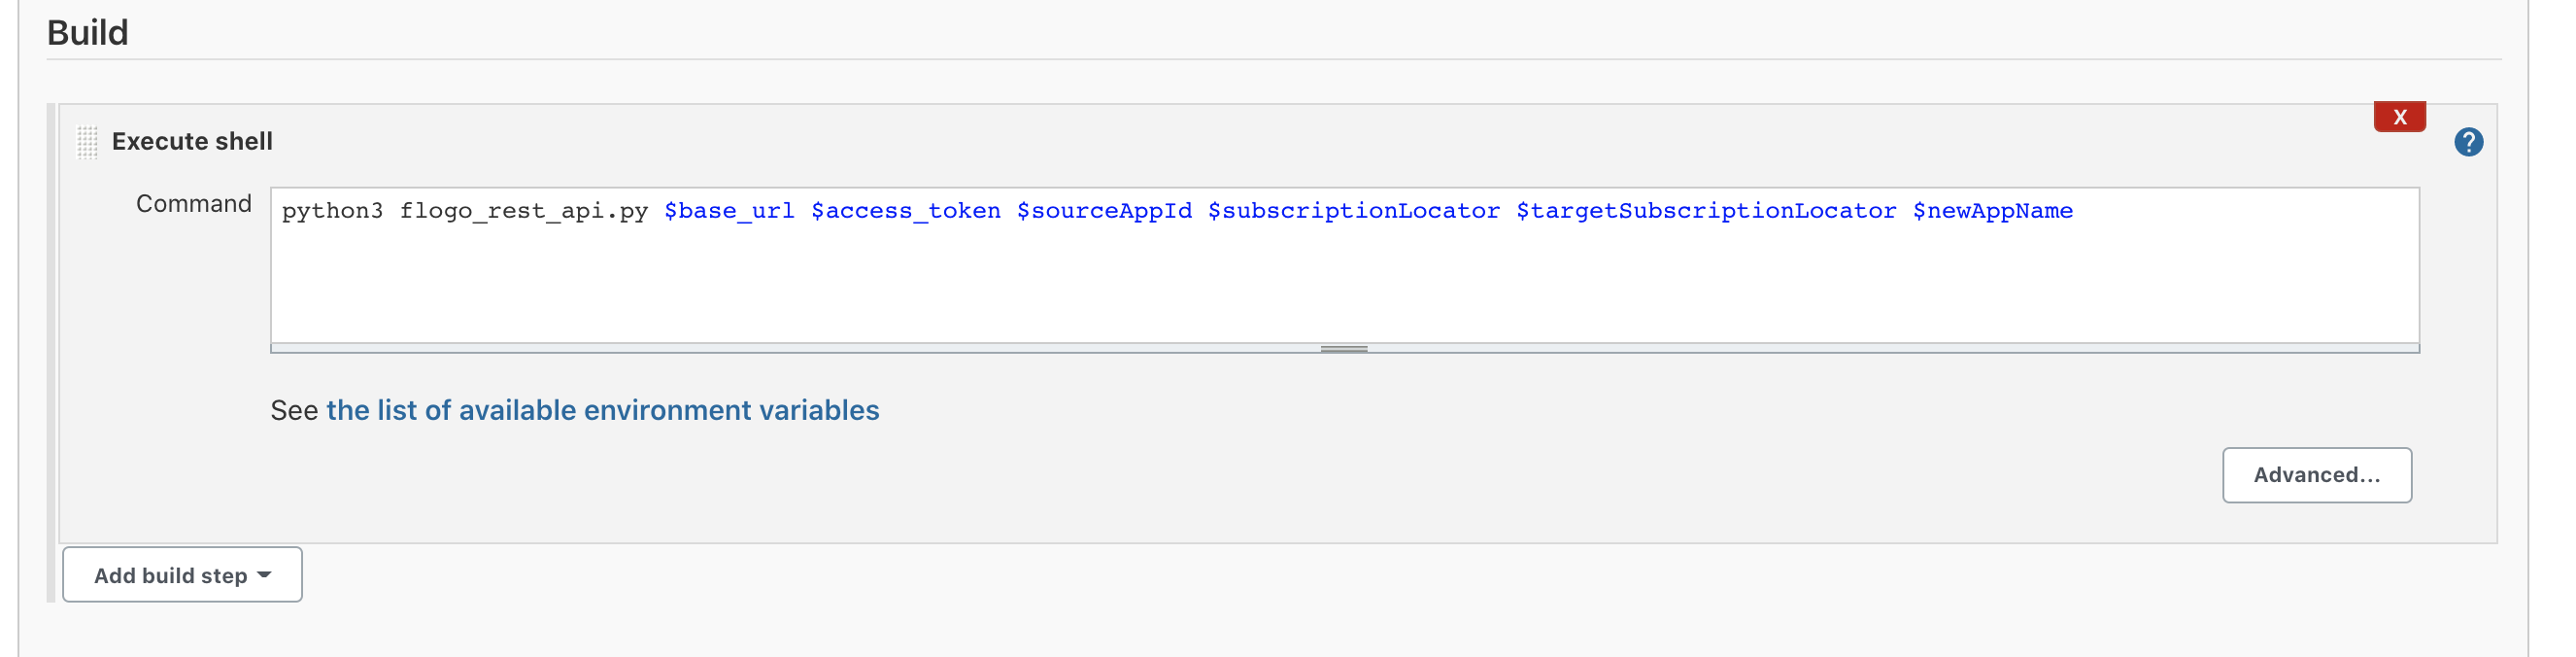 Build
X
Execute shell
?
Command
python3 flogo_rest_api.py $base_url $access_token $sourceAppId $subscriptionLocator $targetSubscriptionLocator $newAppName
See the list of available environment variables
Advanced...
Add build step